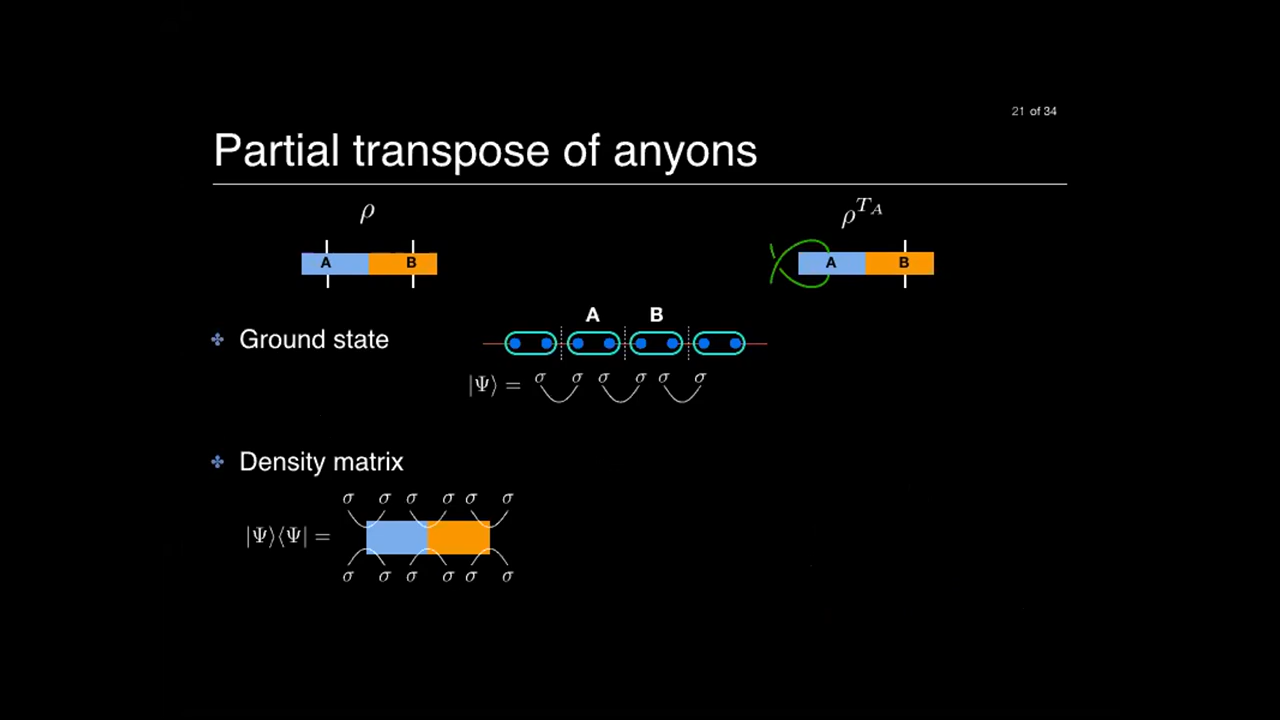 21 of 34
Partial transpose of anyons
ρ
ρ^{T_A}
A B
A B
A B
✤ Ground state
|Ψ⟩ = σ σ σ σ σ σ
✤ Density matrix
σ σ σ σ σ σ
|Ψ⟩⟨Ψ| =
σ σ σ σ σ σ